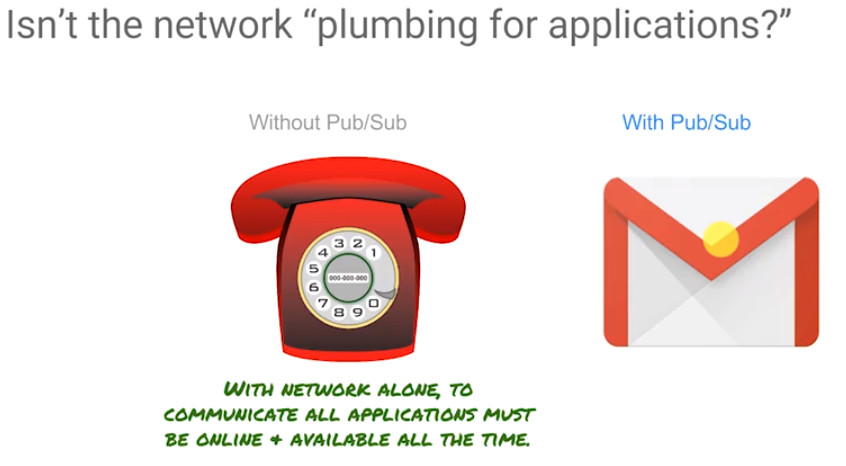 Isn’t the network “plumbing for applications?”
Without Pub/Sub
With Pub/Sub
3 2
4 1
5 000-000-000
6
7 0
8 9
WITH NETWORK ALONE, TO
COMMUNICATE ALL APPLICATIONS MUST
BE ONLINE & AVAILABLE ALL THE TIME.